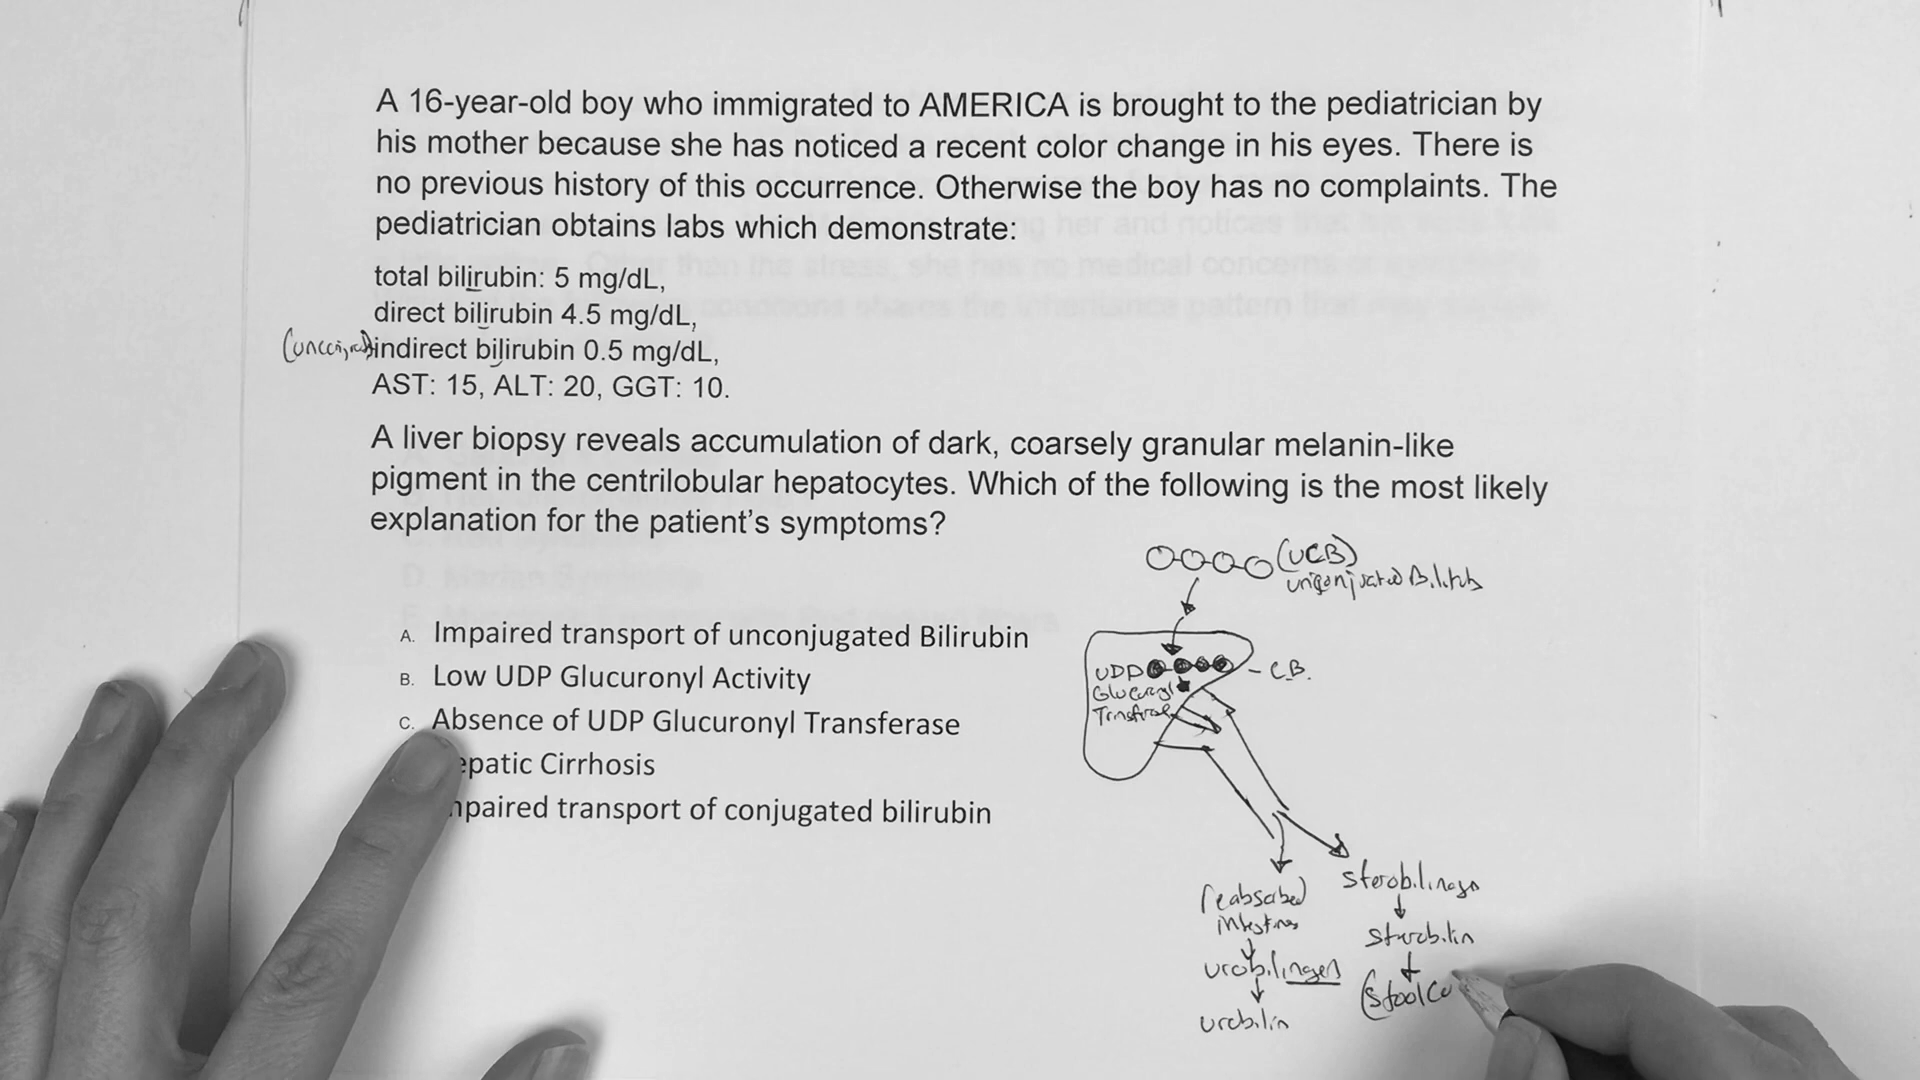 A 16-year-old boy who immigrated to AMERICA is brought to the pediatrician by
his mother because she has noticed a recent color change in his eyes. There is
no previous history of this occurrence. Otherwise the boy has no complaints. The
pediatrician obtains labs which demonstrate:
total bilirubin: 5 mg/dL,
direct bilirubin 4.5 mg/dL,
indirect bilirubin 0.5 mg/dL,
AST: 15, ALT: 20, GGT: 10.
A liver biopsy reveals accumulation of dark, coarsely granular melanin-like
pigment in the centrilobular hepatocytes. Which of the following is the most likely
explanation for the patient's symptoms?
(UCB)
A. Impaired transport of unconjugated Bilirubin
B. Low UDP Glucuronyl Activity
C. Absence of UDP Glucuronyl Transferase
epatic Cirrhosis
npaired transport of conjugated bilirubin
UDP
- C.B.
reabsorbed
intestines
urobilinogen
urobilin
sterobilinogen
stercobilin
(stool Co